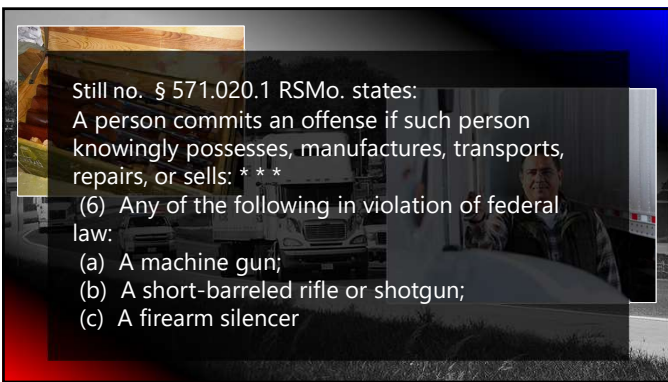 Still no. § 571.020.1 RSMo. states:
A person commits an offense if such person
knowingly possesses, manufactures, transports,
repairs, or sells: * * *
(6) Any of the following in violation of federal
law:
(a) A machine gun;
(b) A short-barreled rifle or shotgun;
(c) A firearm silencer